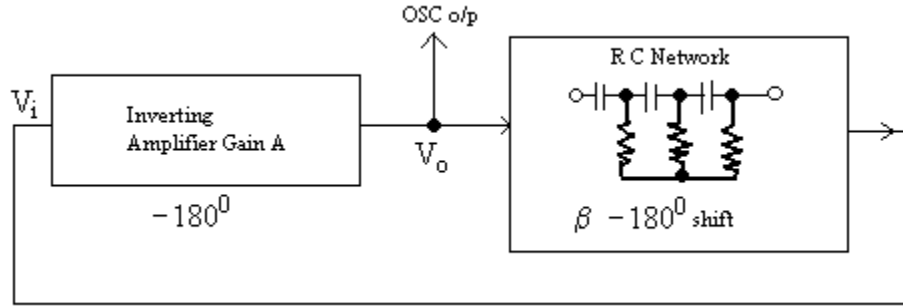 OSC o/p
R C Network
Vi
Inverting
Amplifier Gain A
Vo
−180⁰
β −180⁰ shift